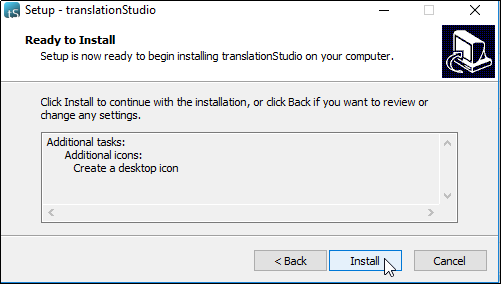 tS
Setup - translationStudio
Ready to Install
Setup is now ready to begin installing translationStudio on your computer.
Click Install to continue with the installation, or click Back if you want to review or
change any settings.
Additional tasks:
Additional icons:
Create a desktop icon
< Back
Install
Cancel